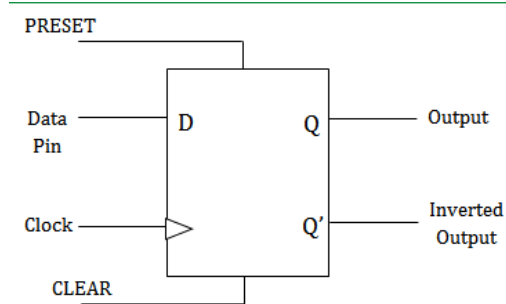 PRESET
Data
Pin
D
Q
Output
Clock
Q'
Inverted
Output
CLEAR